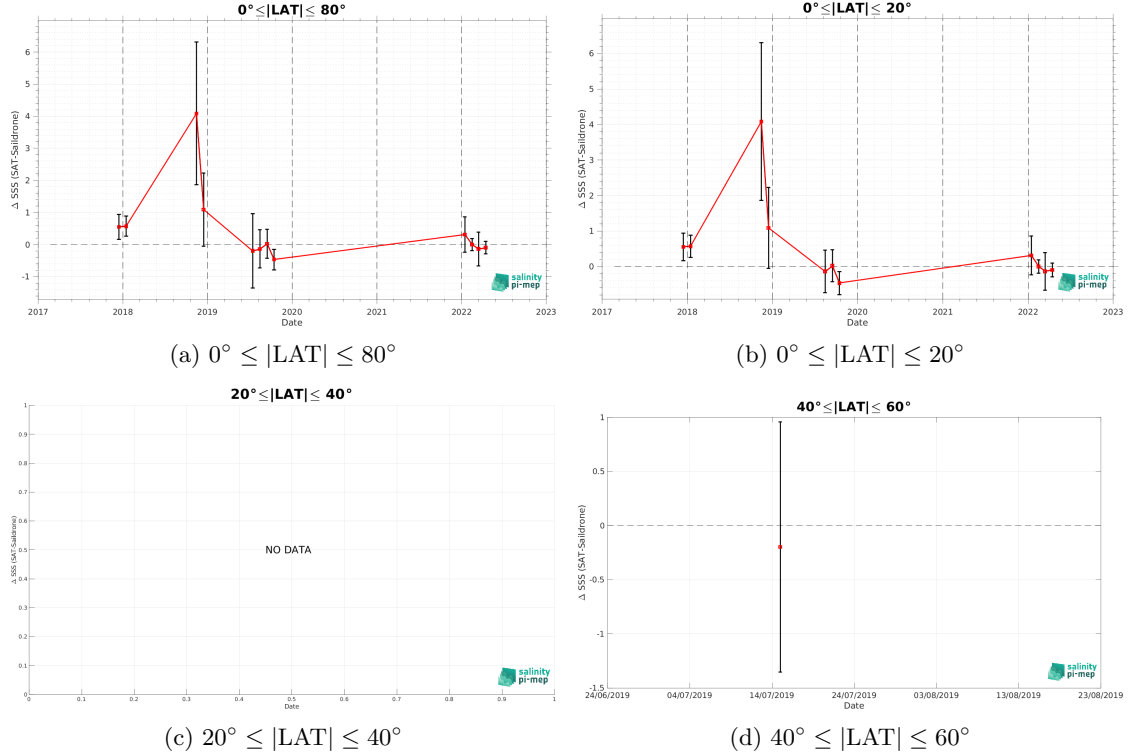 0°≤|LAT|≤ 80°
Δ SSS (SAT-Saildrone)
6
5
4
3
2
1
0
-1
2017 2018 2019 2020 2021 2022 2023
Date
salinity
pi-mep
(a) 0° ≤ |LAT| ≤ 80°
0°≤|LAT|≤ 20°
Δ SSS (SAT-Saildrone)
6
5
4
3
2
1
0
2017 2018 2019 2020 2021 2022 2023
Date
salinity
pi-mep
(b) 0° ≤ |LAT| ≤ 20°
20°≤|LAT|≤ 40°
Δ SSS (SAT-Saildrone)
1
0.9
0.8
0.7
0.6
0.5
0.4
0.3
0.2
0.1
0
NO DATA
0 0.1 0.2 0.3 0.4 0.5 0.6 0.7 0.8 0.9 1
Date
salinity
pi-mep
(c) 20° ≤ |LAT| ≤ 40°
40°≤|LAT|≤ 60°
Δ SSS (SAT-Saildrone)
1
0.5
0
-0.5
-1
-1.5
24/06/2019 04/07/2019 14/07/2019 24/07/2019 03/08/2019 13/08/2019 23/08/2019
Date
salinity
pi-mep
(d) 40° ≤ |LAT| ≤ 60°